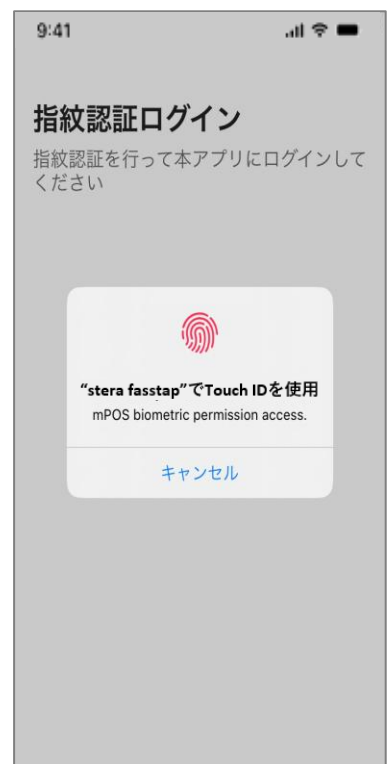 9:41
指紋認証ログイン
指紋認証を行って本アプリにログインして
ください
“stera fasstap”でTouch IDを使用
mPOS biometric permission access.
キャンセル